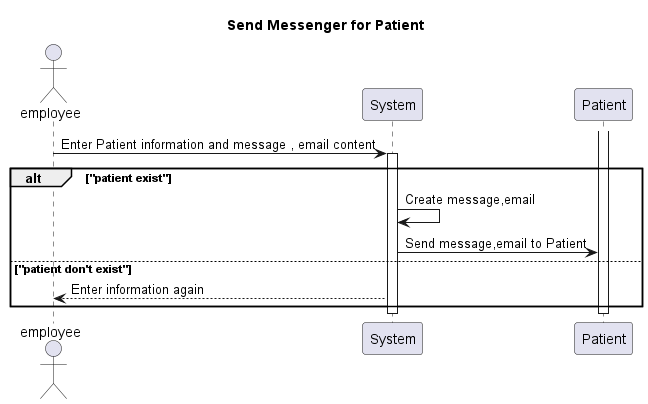 Send Messenger for Patient
employee
System
Patient
Enter Patient information and message , email content
alt
["patient exist"]
Create message,email
Send message,email to Patient
["patient don't exist"]
Enter information again
employee
System
Patient